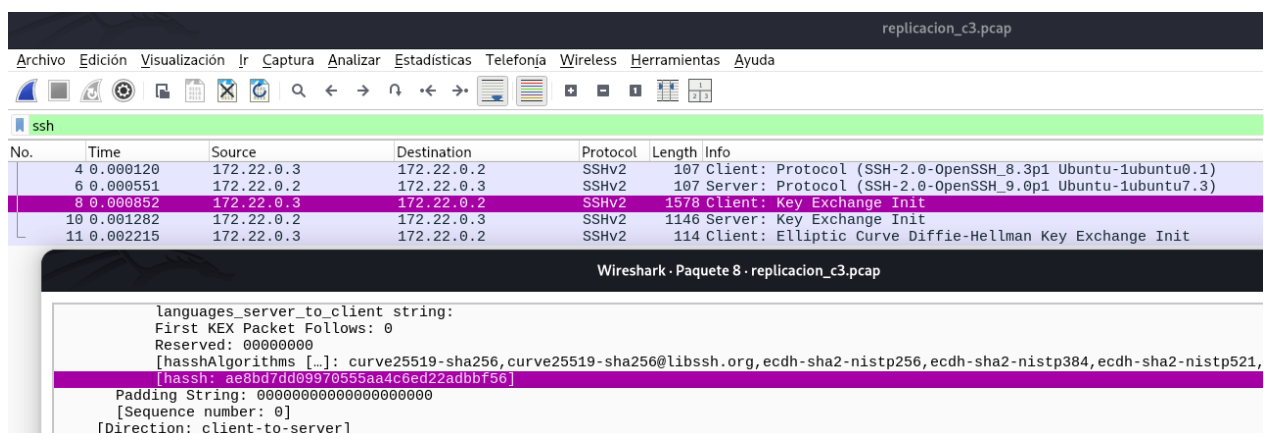 replicacion_c3.pcap
Archivo Edición Visualización Ir Captura Analizar Estadísticas Telefonía Wireless Herramientas Ayuda
ssh
No. Time Source Destination Protocol Length Info
4 0.000120 172.22.0.3 172.22.0.2 SSHv2 107 Client: Protocol (SSH-2.0-OpenSSH_8.3p1 Ubuntu-1ubuntu0.1)
6 0.000551 172.22.0.2 172.22.0.3 SSHv2 107 Server: Protocol (SSH-2.0-OpenSSH_9.0p1 Ubuntu-1ubuntu7.3)
8 0.000852 172.22.0.3 172.22.0.2 SSHv2 1578 Client: Key Exchange Init
10 0.001282 172.22.0.2 172.22.0.3 SSHv2 1146 Server: Key Exchange Init
11 0.002215 172.22.0.3 172.22.0.2 SSHv2 114 Client: Elliptic Curve Diffie-Hellman Key Exchange Init
Wireshark · Paquete 8 · replicacion_c3.pcap
languages_server_to_client string:
First KEX Packet Follows: 0
Reserved: 00000000
[hasshAlgorithms […]: curve25519-sha256,curve25519-sha256@libssh.org,ecdh-sha2-nistp256,ecdh-sha2-nistp384,ecdh-sha2-nistp521,
[hassh: ae8bd7dd09970555aa4c6ed22adbbf56]
Padding String: 00000000000000000000
[Sequence number: 0]
[Direction: client-to-server]